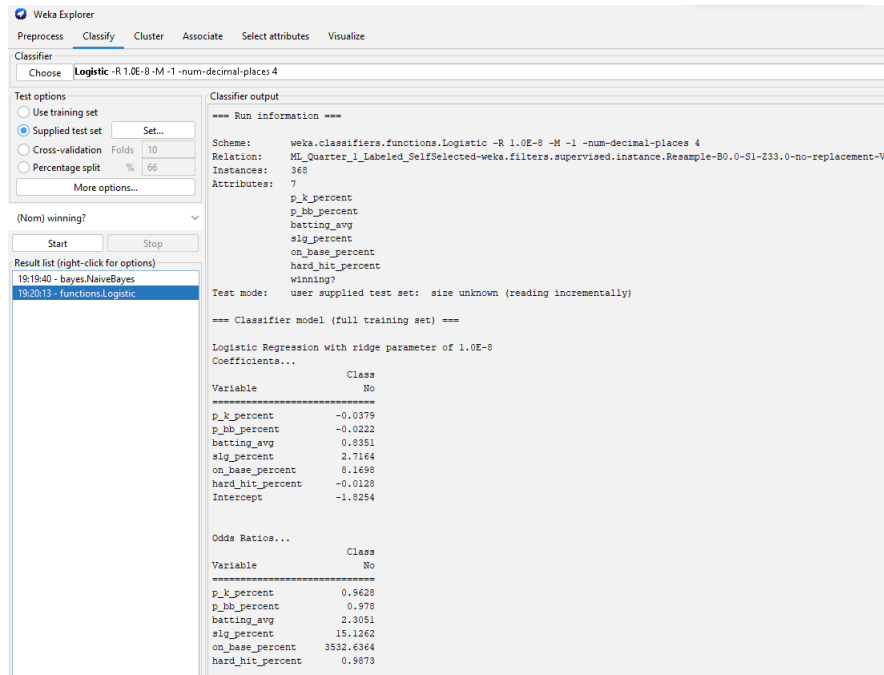 Weka Explorer
Preprocess Classify Cluster Associate Select attributes Visualize
Classifier
Choose Logistic -R 1.0E-8 -M -1 -num-decimal-places 4
Test options
Use training set
Supplied test set Set...
Cross-validation Folds 10
Percentage split % 66
More options...
(Nom) winning?
Start Stop
Result list (right-click for options)
19:19:40 - bayes.NaiveBayes
19:20:13 - functions.Logistic
Classifier output
=== Run information ===
Scheme: weka.classifiers.functions.Logistic -R 1.0E-8 -M -1 -num-decimal-places 4
Relation: ML_Quarter_1_Labeled_SelfSelected-weka.filters.supervised.instance.Resample-B0.0-S1-Z33.0-no-replacement-V
Instances: 368
Attributes: 7
p_k_percent
p_bb_percent
batting_avg
slg_percent
on_base_percent
hard_hit_percent
winning?
Test mode: user supplied test set: size unknown (reading incrementally)
=== Classifier model (full training set) ===
Logistic Regression with ridge parameter of 1.0E-8
Coefficients...
Class
Variable No
============================
p_k_percent -0.0379
p_bb_percent -0.0222
batting_avg 0.8351
slg_percent 2.7164
on_base_percent 8.1698
hard_hit_percent -0.0128
Intercept -1.8254
Odds Ratios...
Class
Variable No
============================
p_k_percent 0.9628
p_bb_percent 0.978
batting_avg 2.3051
slg_percent 15.1262
on_base_percent 3532.6364
hard_hit_percent 0.9873